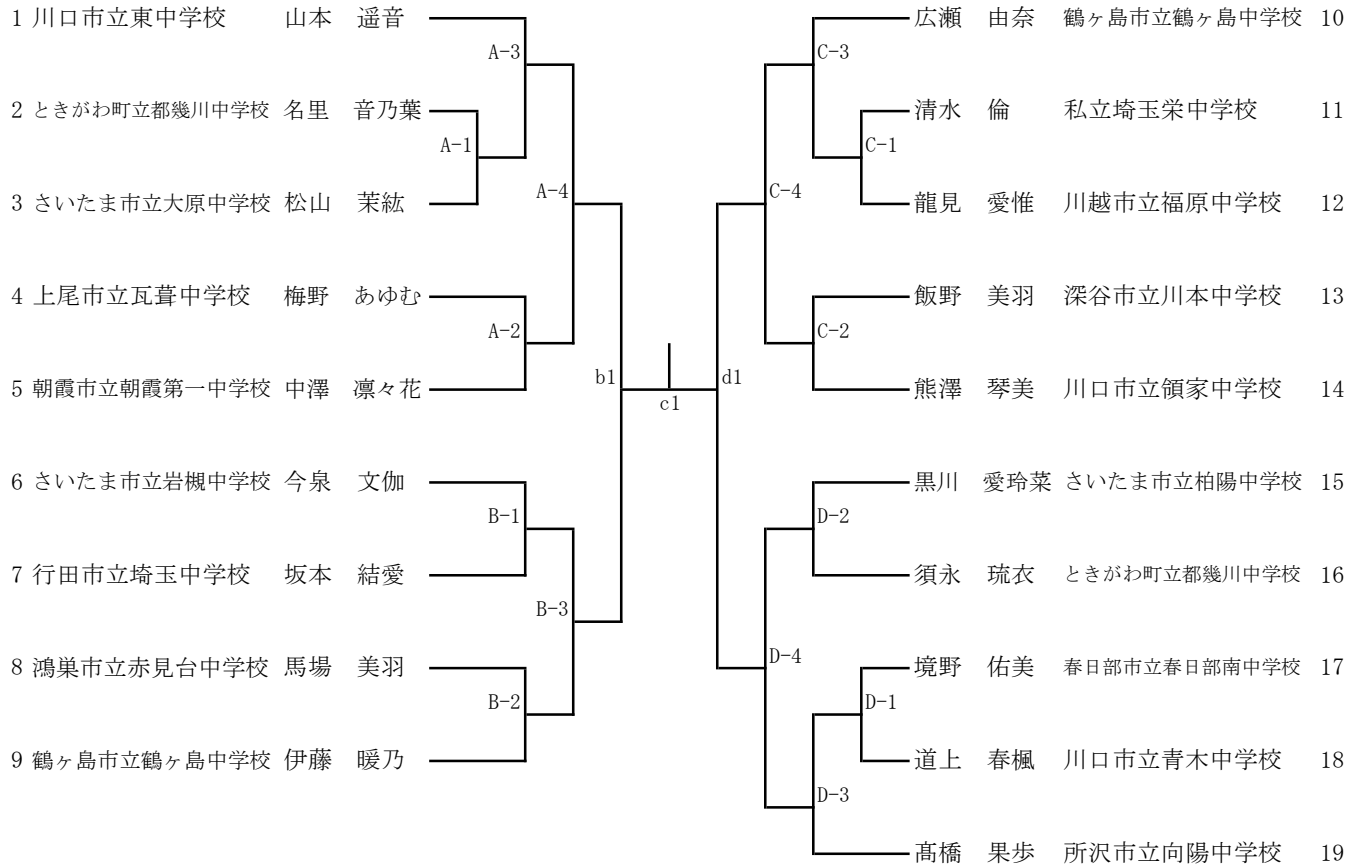 1 川口市立東中学校 山本 遥音
A-3
2 ときがわ町立都幾川中学校 名里 音乃葉
A-1
3 さいたま市立大原中学校 松山 茉紘
A-4
4 上尾市立瓦葺中学校 梅野 あゆむ
A-2
5 朝霞市立朝霞第一中学校 中澤 凛々花
b1
6 さいたま市立岩槻中学校 今泉 文伽
B-1
7 行田市立埼玉中学校 坂本 結愛
B-3
8 鴻巣市立赤見台中学校 馬場 美羽
B-2
9 鶴ヶ島市立鶴ヶ島中学校 伊藤 暖乃
c1
広瀬 由奈 鶴ヶ島市立鶴ヶ島中学校 10
C-3
清水 倫 私立埼玉栄中学校 11
C-1
龍見 愛惟 川越市立福原中学校 12
C-4
飯野 美羽 深谷市立川本中学校 13
C-2
熊澤 琴美 川口市立領家中学校 14
d1
黒川 愛玲菜 さいたま市立柏陽中学校 15
D-2
須永 琉衣 ときがわ町立都幾川中学校 16
D-4
境野 佑美 春日部市立春日部南中学校 17
D-1
道上 春楓 川口市立青木中学校 18
D-3
髙橋 果歩 所沢市立向陽中学校 19